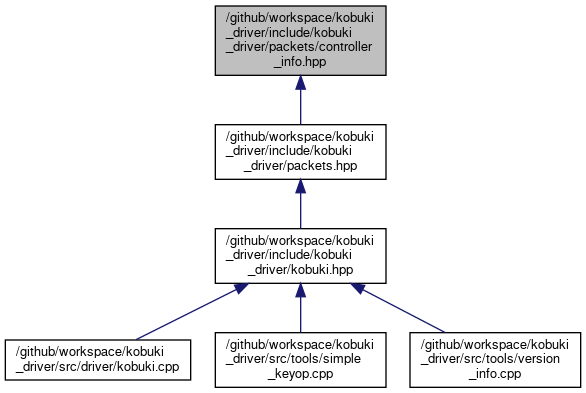 /github/workspace/kobuki
_driver/include/kobuki
_driver/packets/controller
_info.hpp
/github/workspace/kobuki
_driver/include/kobuki
_driver/packets.hpp
/github/workspace/kobuki
_driver/include/kobuki
_driver/kobuki.hpp
/github/workspace/kobuki
_driver/src/driver/kobuki.cpp
/github/workspace/kobuki
_driver/src/tools/simple
_keyop.cpp
/github/workspace/kobuki
_driver/src/tools/version
_info.cpp